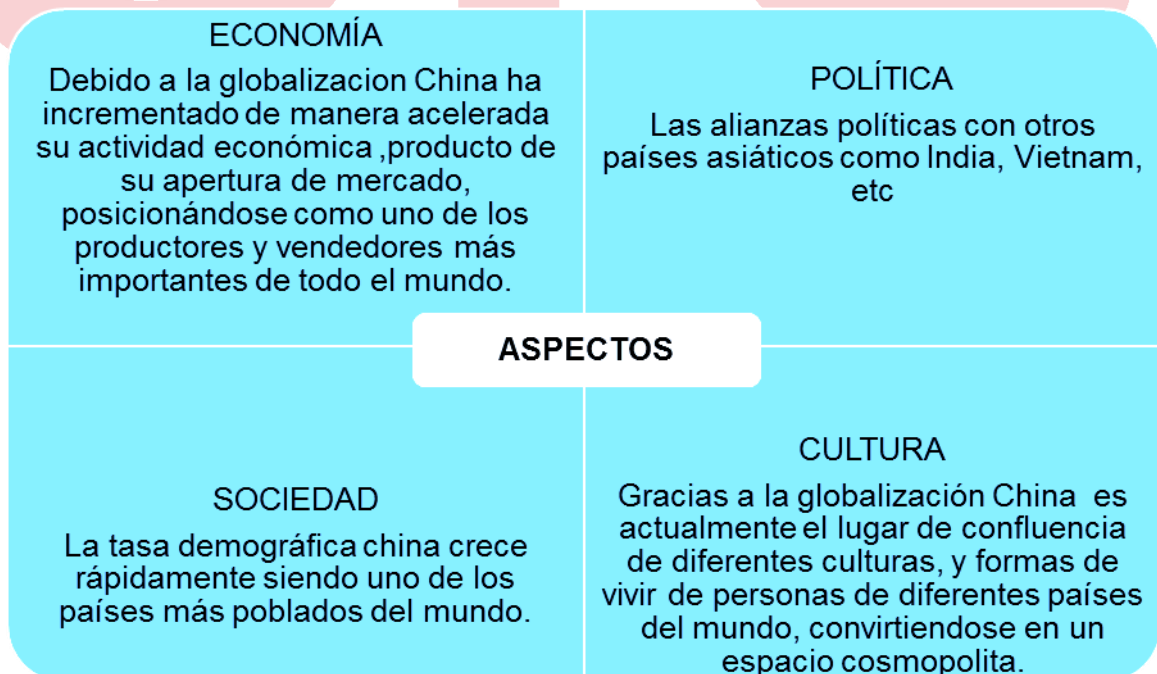 ECONOMÍA
Debido a la globalizacion China ha
incrementado de manera acelerada
su actividad económica ,producto de
su apertura de mercado,
posicionándose como uno de los
productores y vendedores más
importantes de todo el mundo.
POLÍTICA
Las alianzas políticas con otros
países asiáticos como India, Vietnam,
etc
ASPECTOS
SOCIEDAD
La tasa demográfica china crece
rápidamente siendo uno de los
países más poblados del mundo.
CULTURA
Gracias a la globalización China es
actualmente el lugar de confluencia
de diferentes culturas, y formas de
vivir de personas de diferentes países
del mundo, convirtiendose en un
espacio cosmopolita.